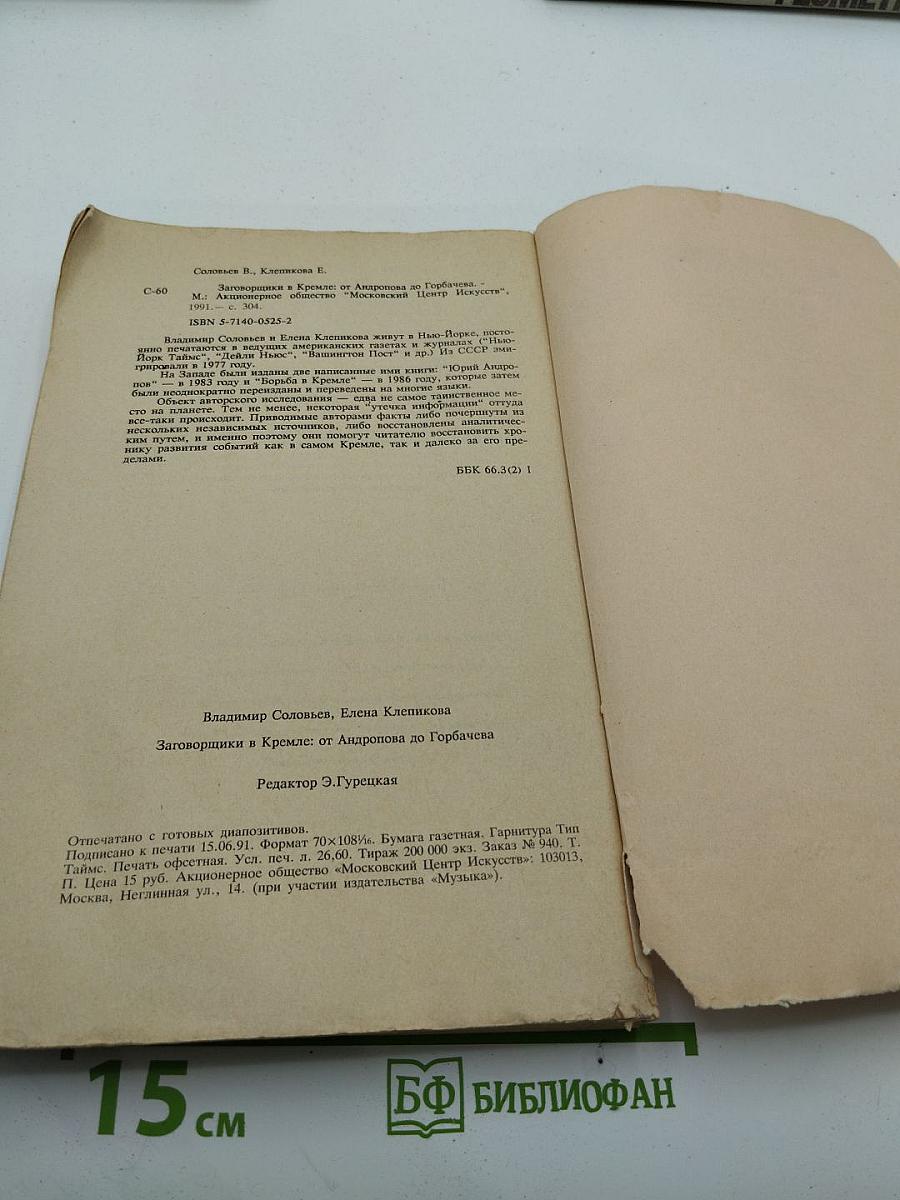 Соловьев В., Клепикова Е.
С-60 Заговорщики в Кремле: от Андропова до Горбачева. -
М.: Акционерное общество "Московский Центр Искусств",
1991.— с. 304.
ISBN 5-7140-0525-2
Владимир Соловьев и Елена Клепикова живут в Нью-Йорке, посто-
янно печатаются в ведущих американских газетах и журналах ("Нью-
Йорк Таймс", "Дейли Ньюс", "Вашингтон Пост" и др.) Из СССР эми-
грировали в 1977 году.
На Западе были изданы две написанные ими книги: "Юрий Андро-
пов" — в 1983 году и "Борьба в Кремле" — в 1986 году, которые затем
были неоднократно переизданы и переведены на многие языки.
Объект авторского исследования — едва не самое таинственное ме-
сто на планете. Тем не менее, некоторая "утечка информации" оттуда
все-таки происходит. Приводимые авторами факты либо почерпнуты из
нескольких независимых источников, либо восстановлены аналитичес-
ким путем, и именно поэтому они помогут читателю восстановить хро-
нику развития событий как в самом Кремле, так и далеко за его пре-
делами.
ББК 66.3(2) 1
Владимир Соловьев, Елена Клепикова
Заговорщики в Кремле: от Андропова до Горбачева
Редактор Э.Гурецкая
Отпечатано с готовых диапозитивов.
Подписано к печати 15.06.91. Формат 70×108 1/16. Бумага газетная. Гарнитура Тип
Таймс. Печать офсетная. Усл. печ. л. 26,60. Тираж 200 000 экз. Заказ № 940. Т.
П. Цена 15 руб. Акционерное общество «Московский Центр Искусств»: 103013,
Москва, Неглинная ул., 14. (при участии издательства «Музыка»).
15 см
БФ БИБЛИОФАН